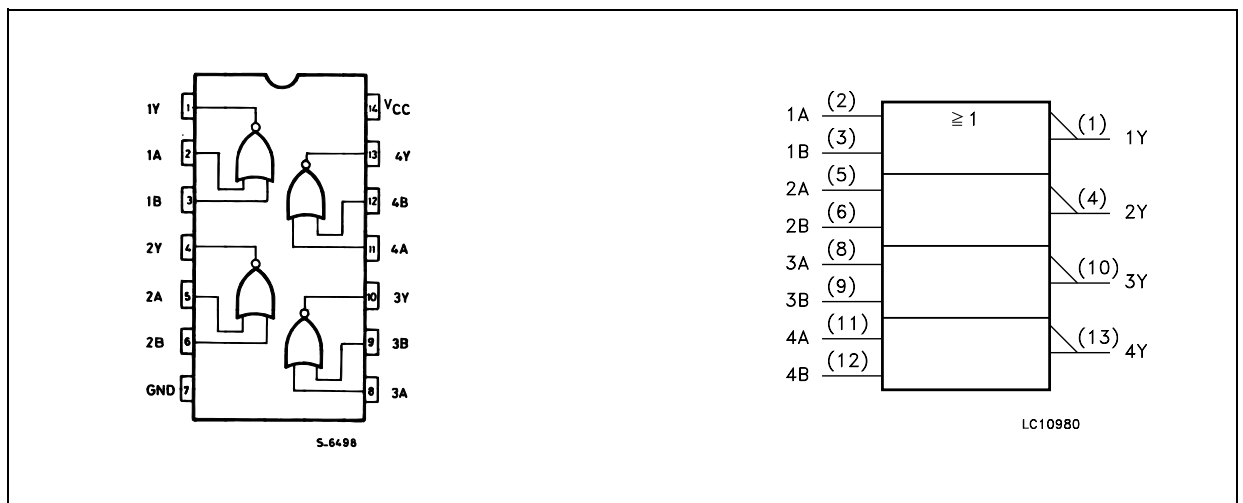 1Y 1 14 VCC
1A 2 13 4Y
1B 3 12 4B
2Y 4 11 4A
2A 5 10 3Y
2B 6 9 3B
GND 7 8 3A
S-6498
≧ 1
1A (2) (1) 1Y
1B (3)
2A (5) (4) 2Y
2B (6)
3A (8) (10) 3Y
3B (9)
4A (11) (13) 4Y
4B (12)
LC10980